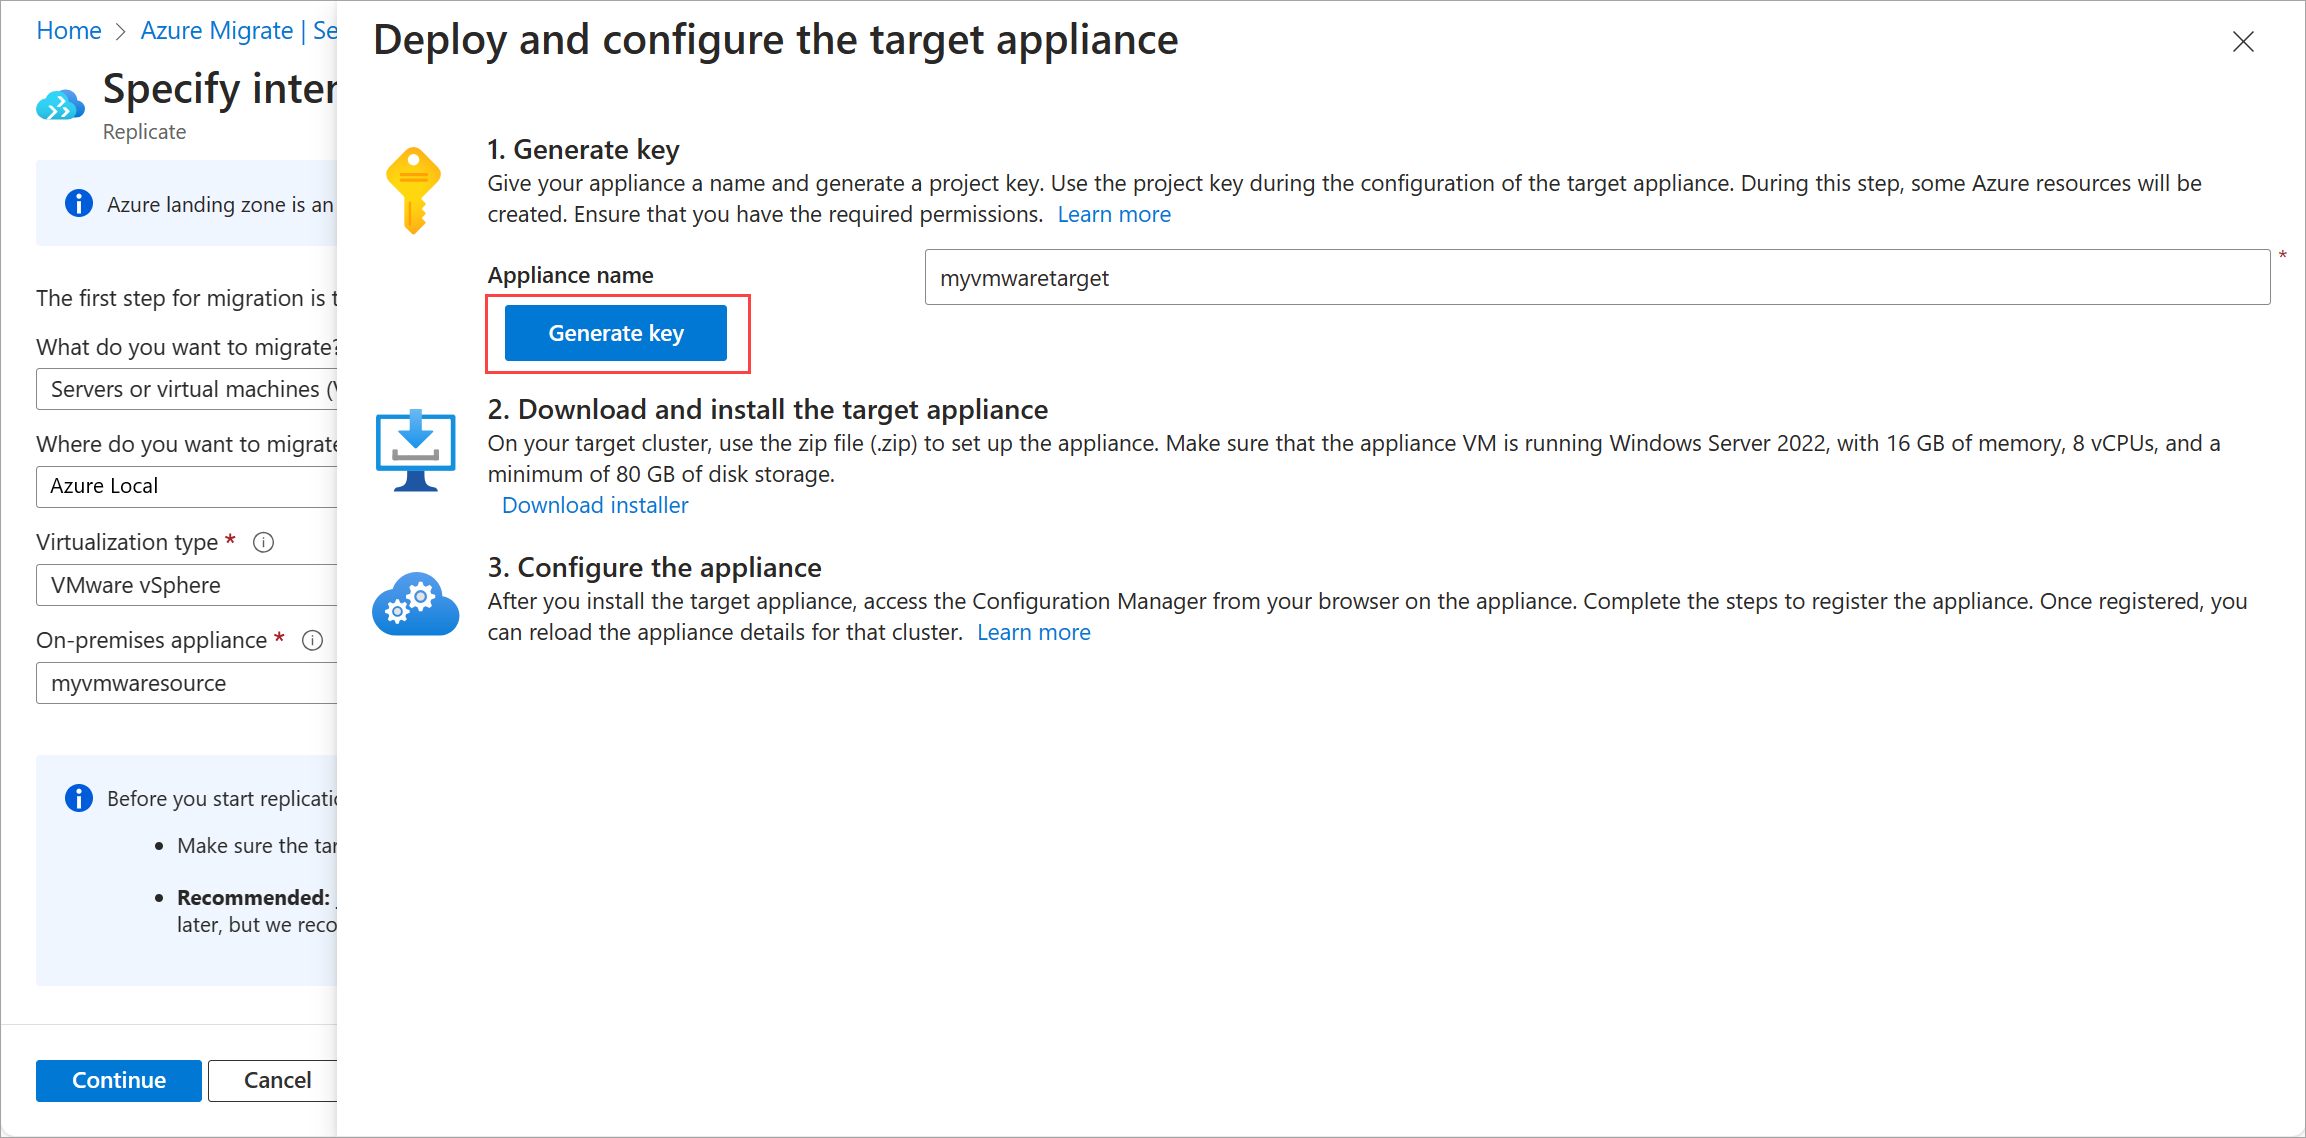 Home > Azure Migrate | Se
Specify inter
Replicate
Azure landing zone is an
The first step for migration is t
What do you want to migrate?
Servers or virtual machines (V
Where do you want to migrate
Azure Local
Virtualization type *
VMware vSphere
On-premises appliance *
myvmwaresource
Before you start replicatio
• Make sure the tar
• Recommended:
later, but we reco
Continue
Cancel
Deploy and configure the target appliance
1. Generate key
Give your appliance a name and generate a project key. Use the project key during the configuration of the target appliance. During this step, some Azure resources will be
created. Ensure that you have the required permissions. Learn more
Appliance name
myvmwaretarget
*
Generate key
2. Download and install the target appliance
On your target cluster, use the zip file (.zip) to set up the appliance. Make sure that the appliance VM is running Windows Server 2022, with 16 GB of memory, 8 vCPUs, and a
minimum of 80 GB of disk storage.
Download installer
3. Configure the appliance
After you install the target appliance, access the Configuration Manager from your browser on the appliance. Complete the steps to register the appliance. Once registered, you
can reload the appliance details for that cluster. Learn more